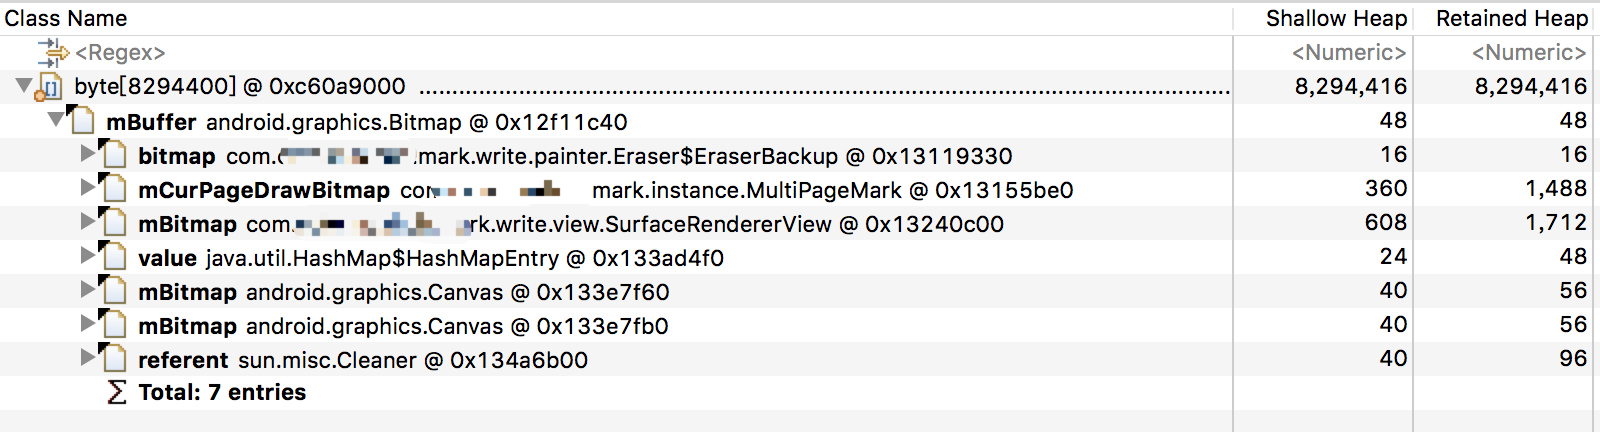 Class Name Shallow Heap Retained Heap
<Regex> <Numeric> <Numeric>
byte[8294400] @ 0xc60a9000 8,294,416 8,294,416
mBuffer android.graphics.Bitmap @ 0x12f11c40 48 48
bitmap com. .mark.write.painter.Eraser$EraserBackup @ 0x13119330 16 16
mCurPageDrawBitmap com mark.instance.MultiPageMark @ 0x13155be0 360 1,488
mBitmap com. rk.write.view.SurfaceRendererView @ 0x13240c00 608 1,712
value java.util.HashMap$HashMapEntry @ 0x133ad4f0 24 48
mBitmap android.graphics.Canvas @ 0x133e7f60 40 56
mBitmap android.graphics.Canvas @ 0x133e7fb0 40 56
referent sun.misc.Cleaner @ 0x134a6b00 40 96
∑ Total: 7 entries